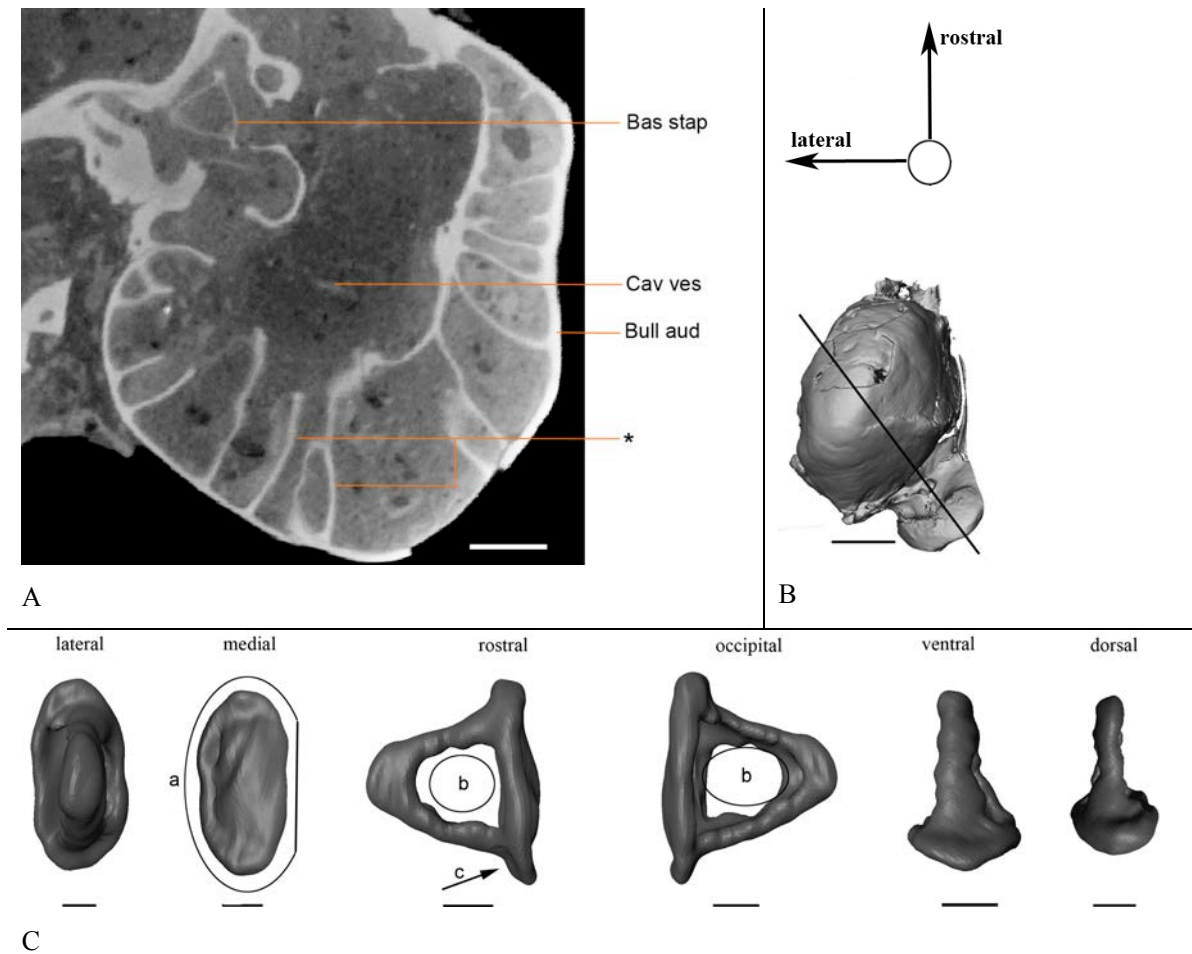 Bas stap
Cav ves
Bull aud
*
A
rostral
lateral
B
lateral medial rostral occipital ventral dorsal
a b b
c
C